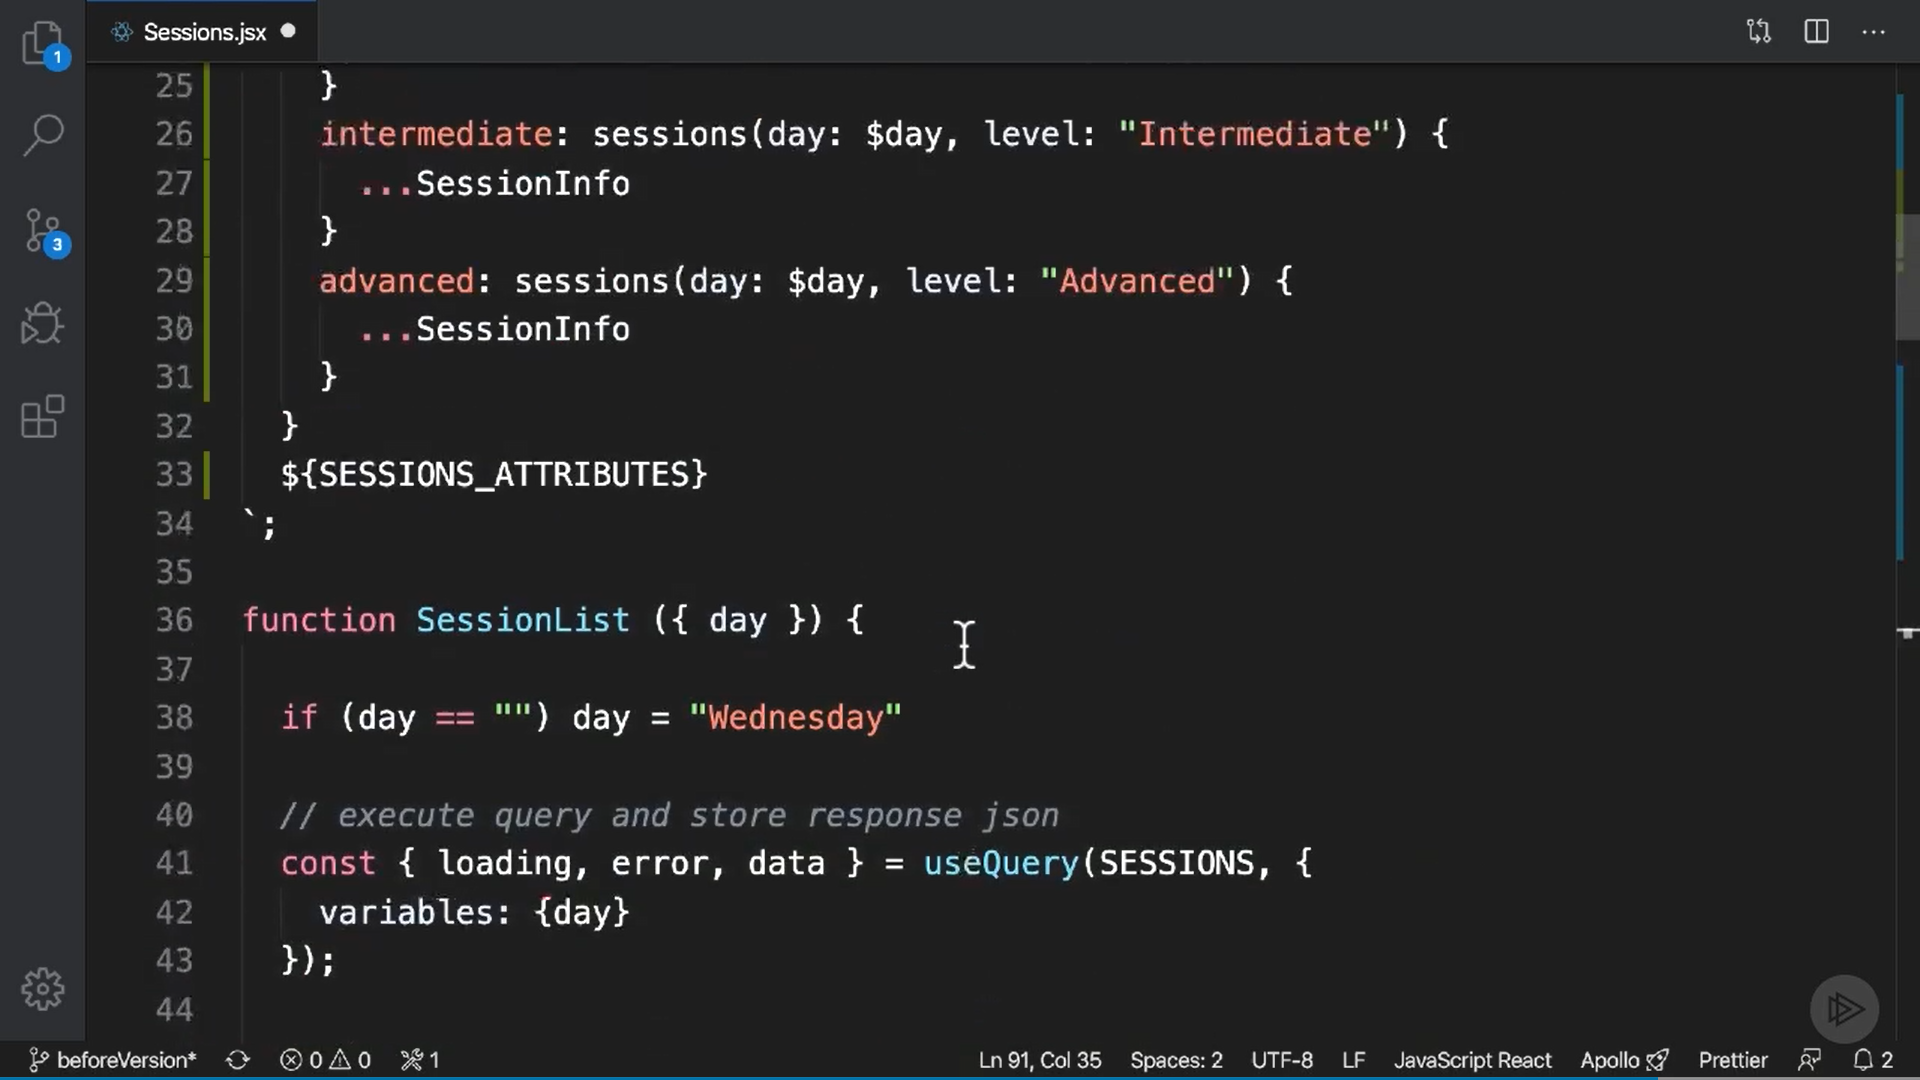 Sessions.jsx
1
25 }
26 intermediate: sessions(day: $day, level: "Intermediate") {
27 ...SessionInfo
28 }
29 advanced: sessions(day: $day, level: "Advanced") {
30 ...SessionInfo
31 }
32 }
33 ${SESSIONS_ATTRIBUTES}
34 `;
35
36 function SessionList ({ day }) {
37
38 if (day == "") day = "Wednesday"
39
40 // execute query and store response json
41 const { loading, error, data } = useQuery(SESSIONS, {
42 variables: {day}
43 });
44
3
beforeVersion* 0 0 1 Ln 91, Col 35 Spaces: 2 UTF-8 LF JavaScript React Apollo Prettier 2